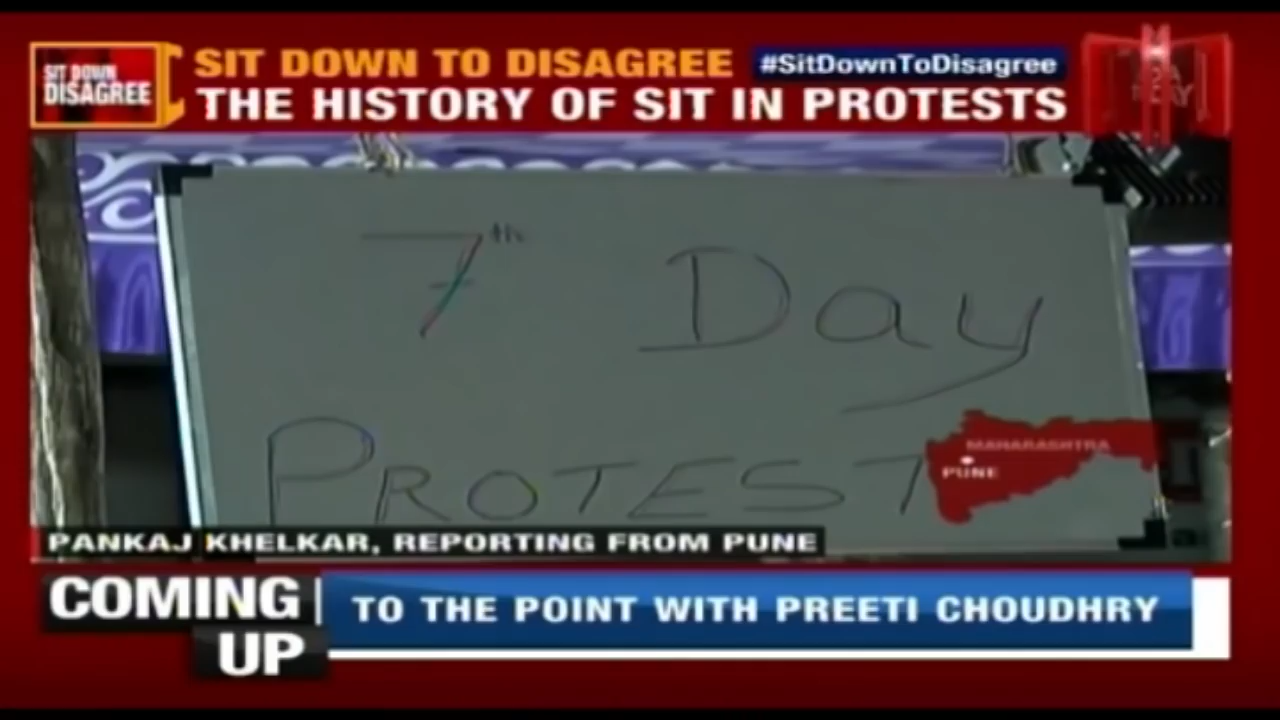 SIT DOWN
DISAGREE
SIT DOWN TO DISAGREE
#SitDownToDisagree
THE HISTORY OF SIT IN PROTESTS
7th Day
PROTEST
MAHARASHTRA
PUNE
PANKAJ KHELKAR, REPORTING FROM PUNE
COMING
UP
TO THE POINT WITH PREETI CHOUDHRY